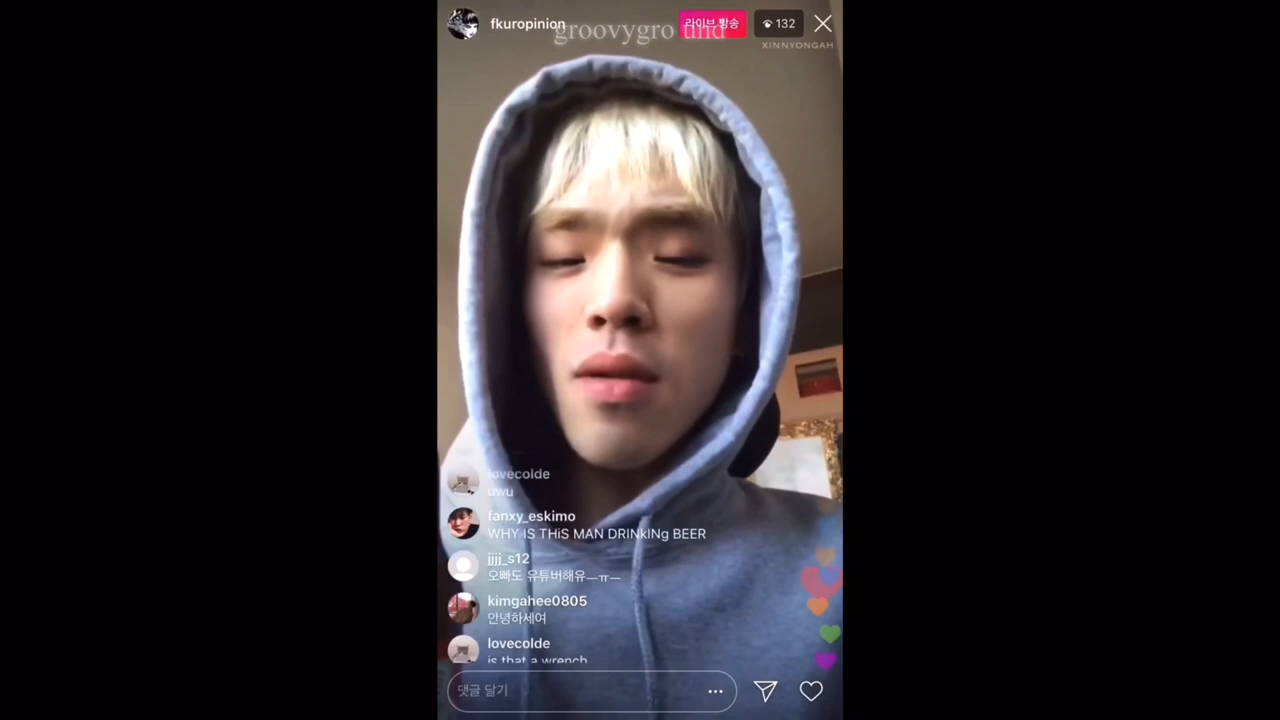 fkuropinion
라이브 방송
132
groovygro und
XINNYONGAH
lovecolde
uwu
fanxy_eskimo
WHY IS THiS MAN DRINkINg BEER
jjjj_s12
오빠도 유튜버해유ㅡㅠㅡ
kimgahee0805
안녕하세여
lovecolde
is that a wrench
댓글 달기